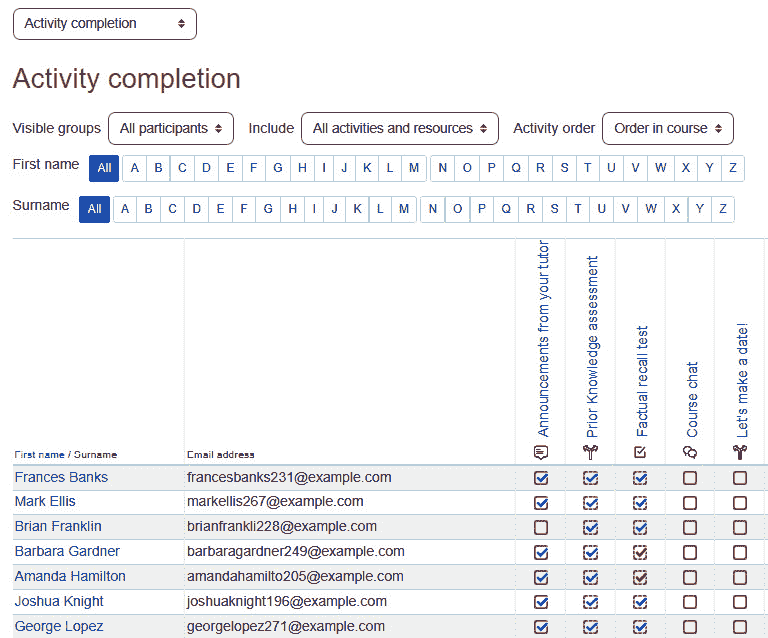 Activity completion
Activity completion
Visible groups All participants Include All activities and resources Activity order Order in course
First name All A B C D E F G H I J K L M N O P Q R S T U V W X Y Z
Surname All A B C D E F G H I J K L M N O P Q R S T U V W X Y Z
First name / Surname Email address Announcements from your tutor Prior Knowledge assessment Factual recall test Course chat Let's make a date!
Frances Banks francesbanks231@example.com
Mark Ellis markellis267@example.com
Brian Franklin brianfrankli228@example.com
Barbara Gardner barbaragardner249@example.com
Amanda Hamilton amandahamilto205@example.com
Joshua Knight joshuaknight196@example.com
George Lopez georgelopez271@example.com